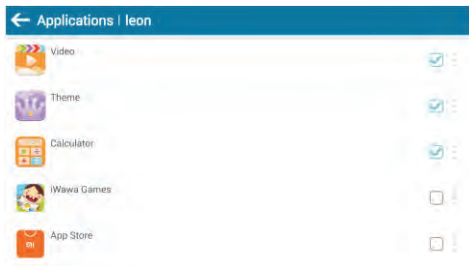 Applications | leon
Video
Theme
Calculator
iWawa Games
App Store